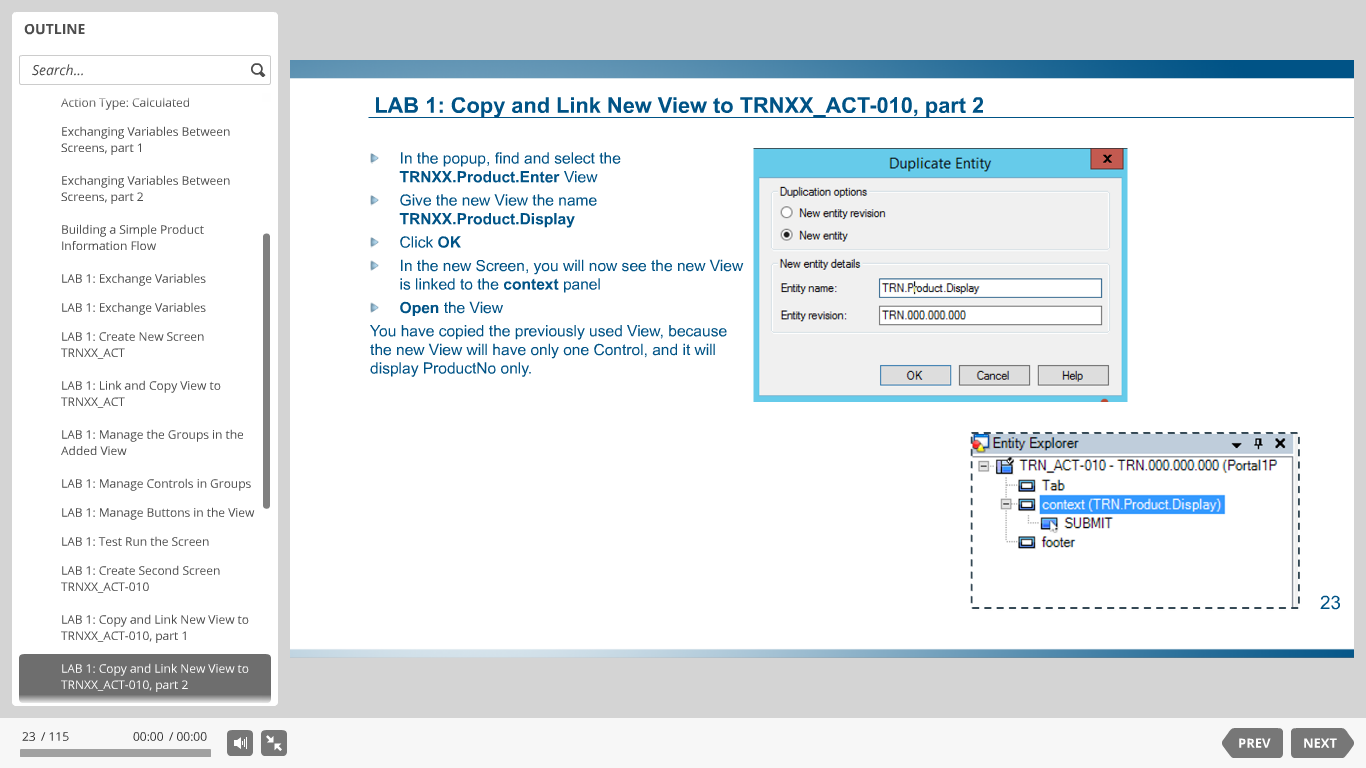 OUTLINE
Search...
Action Type: Calculated
Exchanging Variables Between
Screens, part 1
Exchanging Variables Between
Screens, part 2
Building a Simple Product
Information Flow
LAB 1: Exchange Variables
LAB 1: Exchange Variables
LAB 1: Create New Screen
TRNXX_ACT
LAB 1: Link and Copy View to
TRNXX_ACT
LAB 1: Manage the Groups in the
Added View
LAB 1: Manage Controls in Groups
LAB 1: Manage Buttons in the View
LAB 1: Test Run the Screen
LAB 1: Create Second Screen
TRNXX_ACT-010
LAB 1: Copy and Link New View to
TRNXX_ACT-010, part 1
LAB 1: Copy and Link New View to
TRNXX_ACT-010, part 2
LAB 1: Copy and Link New View to TRNXX_ACT-010, part 2
In the popup, find and select the
TRNXX.Product.Enter View
Give the new View the name
TRNXX.Product.Display
Click OK
In the new Screen, you will now see the new View
is linked to the context panel
Open the View
You have copied the previously used View, because
the new View will have only one Control, and it will
display ProductNo only.
Duplicate Entity
Duplication options
New entity revision
New entity
New entity details
Entity name: TRN.Product.Display
Entity revision: TRN.000.000.000
OK Cancel Help
Entity Explorer
TRN_ACT-010 - TRN.000.000.000 (Portal1P
Tab
context (TRN.Product.Display)
SUBMIT
footer
23
23 / 115 00:00 / 00:00
PREV NEXT